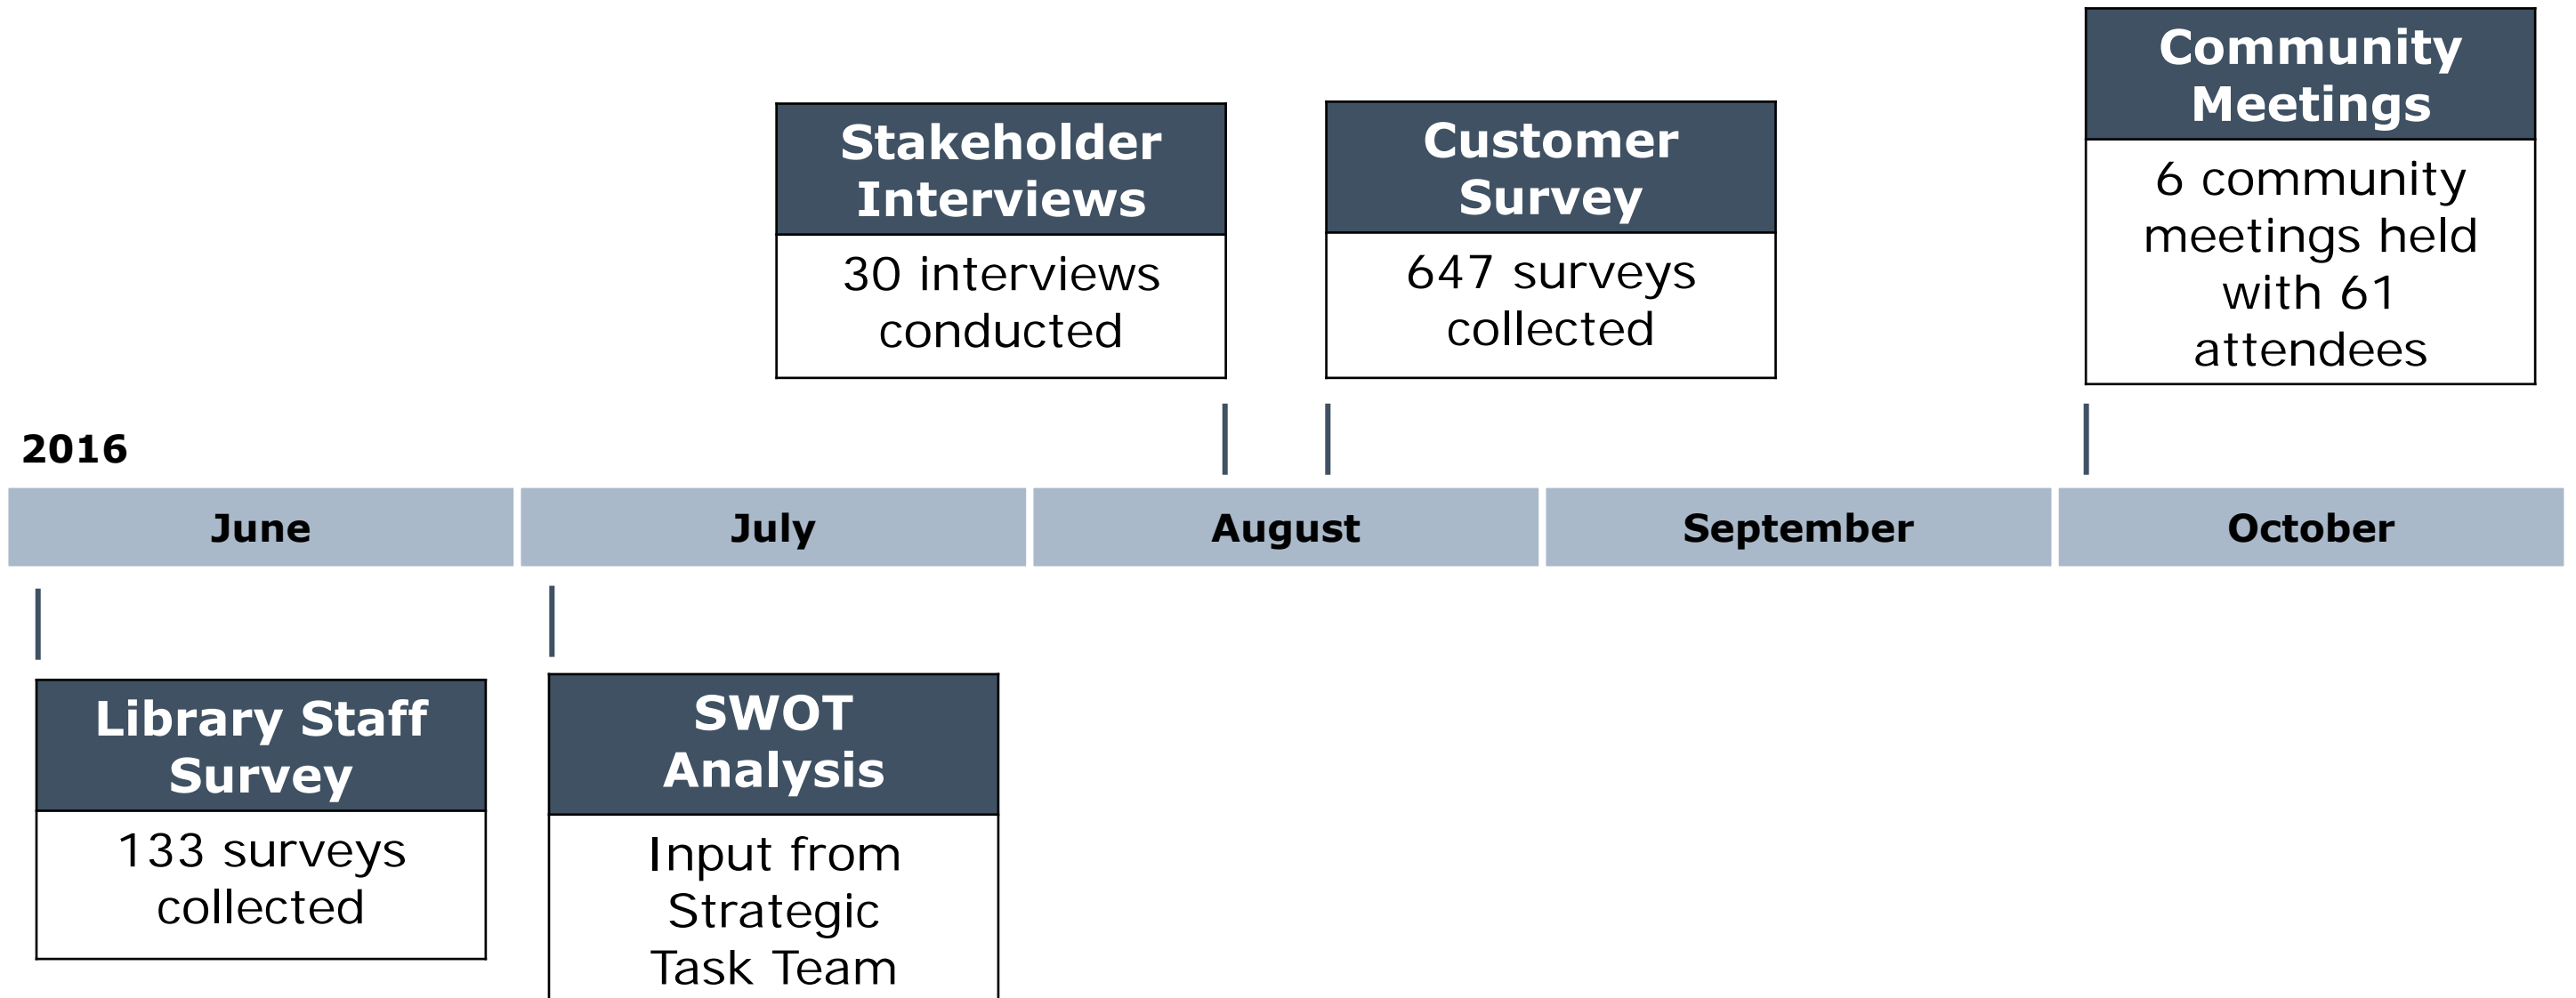 Community
Meetings
6 community
meetings held
with 61
attendees
Stakeholder
Interviews
30 interviews
conducted
Customer
Survey
647 surveys
collected
2016
June
July
August
September
October
Library Staff
Survey
133 surveys
collected
SWOT
Analysis
Input from
Strategic
Task Team